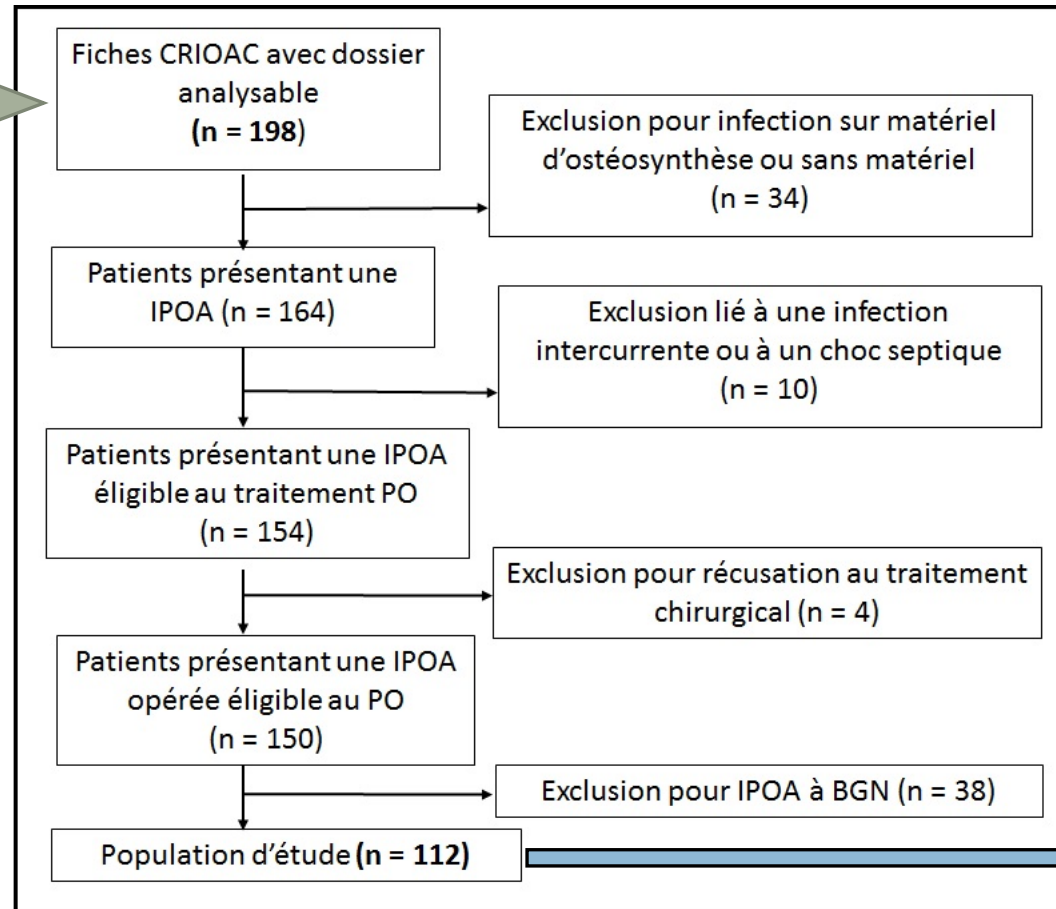 Fiches CRIOAC avec dossier
analysable
(n = 198)
Exclusion pour infection sur matériel
d'ostéosynthèse ou sans matériel
(n = 34)
Patients présentant une
IPOA (n = 164)
Exclusion lié à une infection
intercurrente ou à un choc septique
(n = 10)
Patients présentant une IPOA
éligible au traitement PO
(n = 154)
Exclusion pour récusation au traitement
chirurgical (n = 4)
Patients présentant une IPOA
opérée éligible au PO
(n = 150)
Exclusion pour IPOA à BGN (n = 38)
Population d'étude (n = 112)